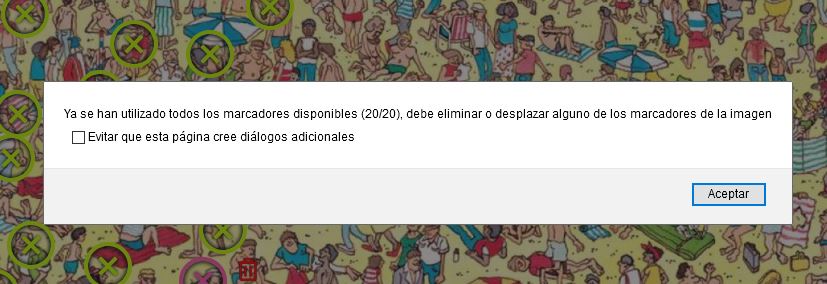 Ya se han utilizado todos los marcadores disponibles (20/20), debe eliminar o desplazar alguno de los marcadores de la imagen
Evitar que esta página cree diálogos adicionales
Aceptar